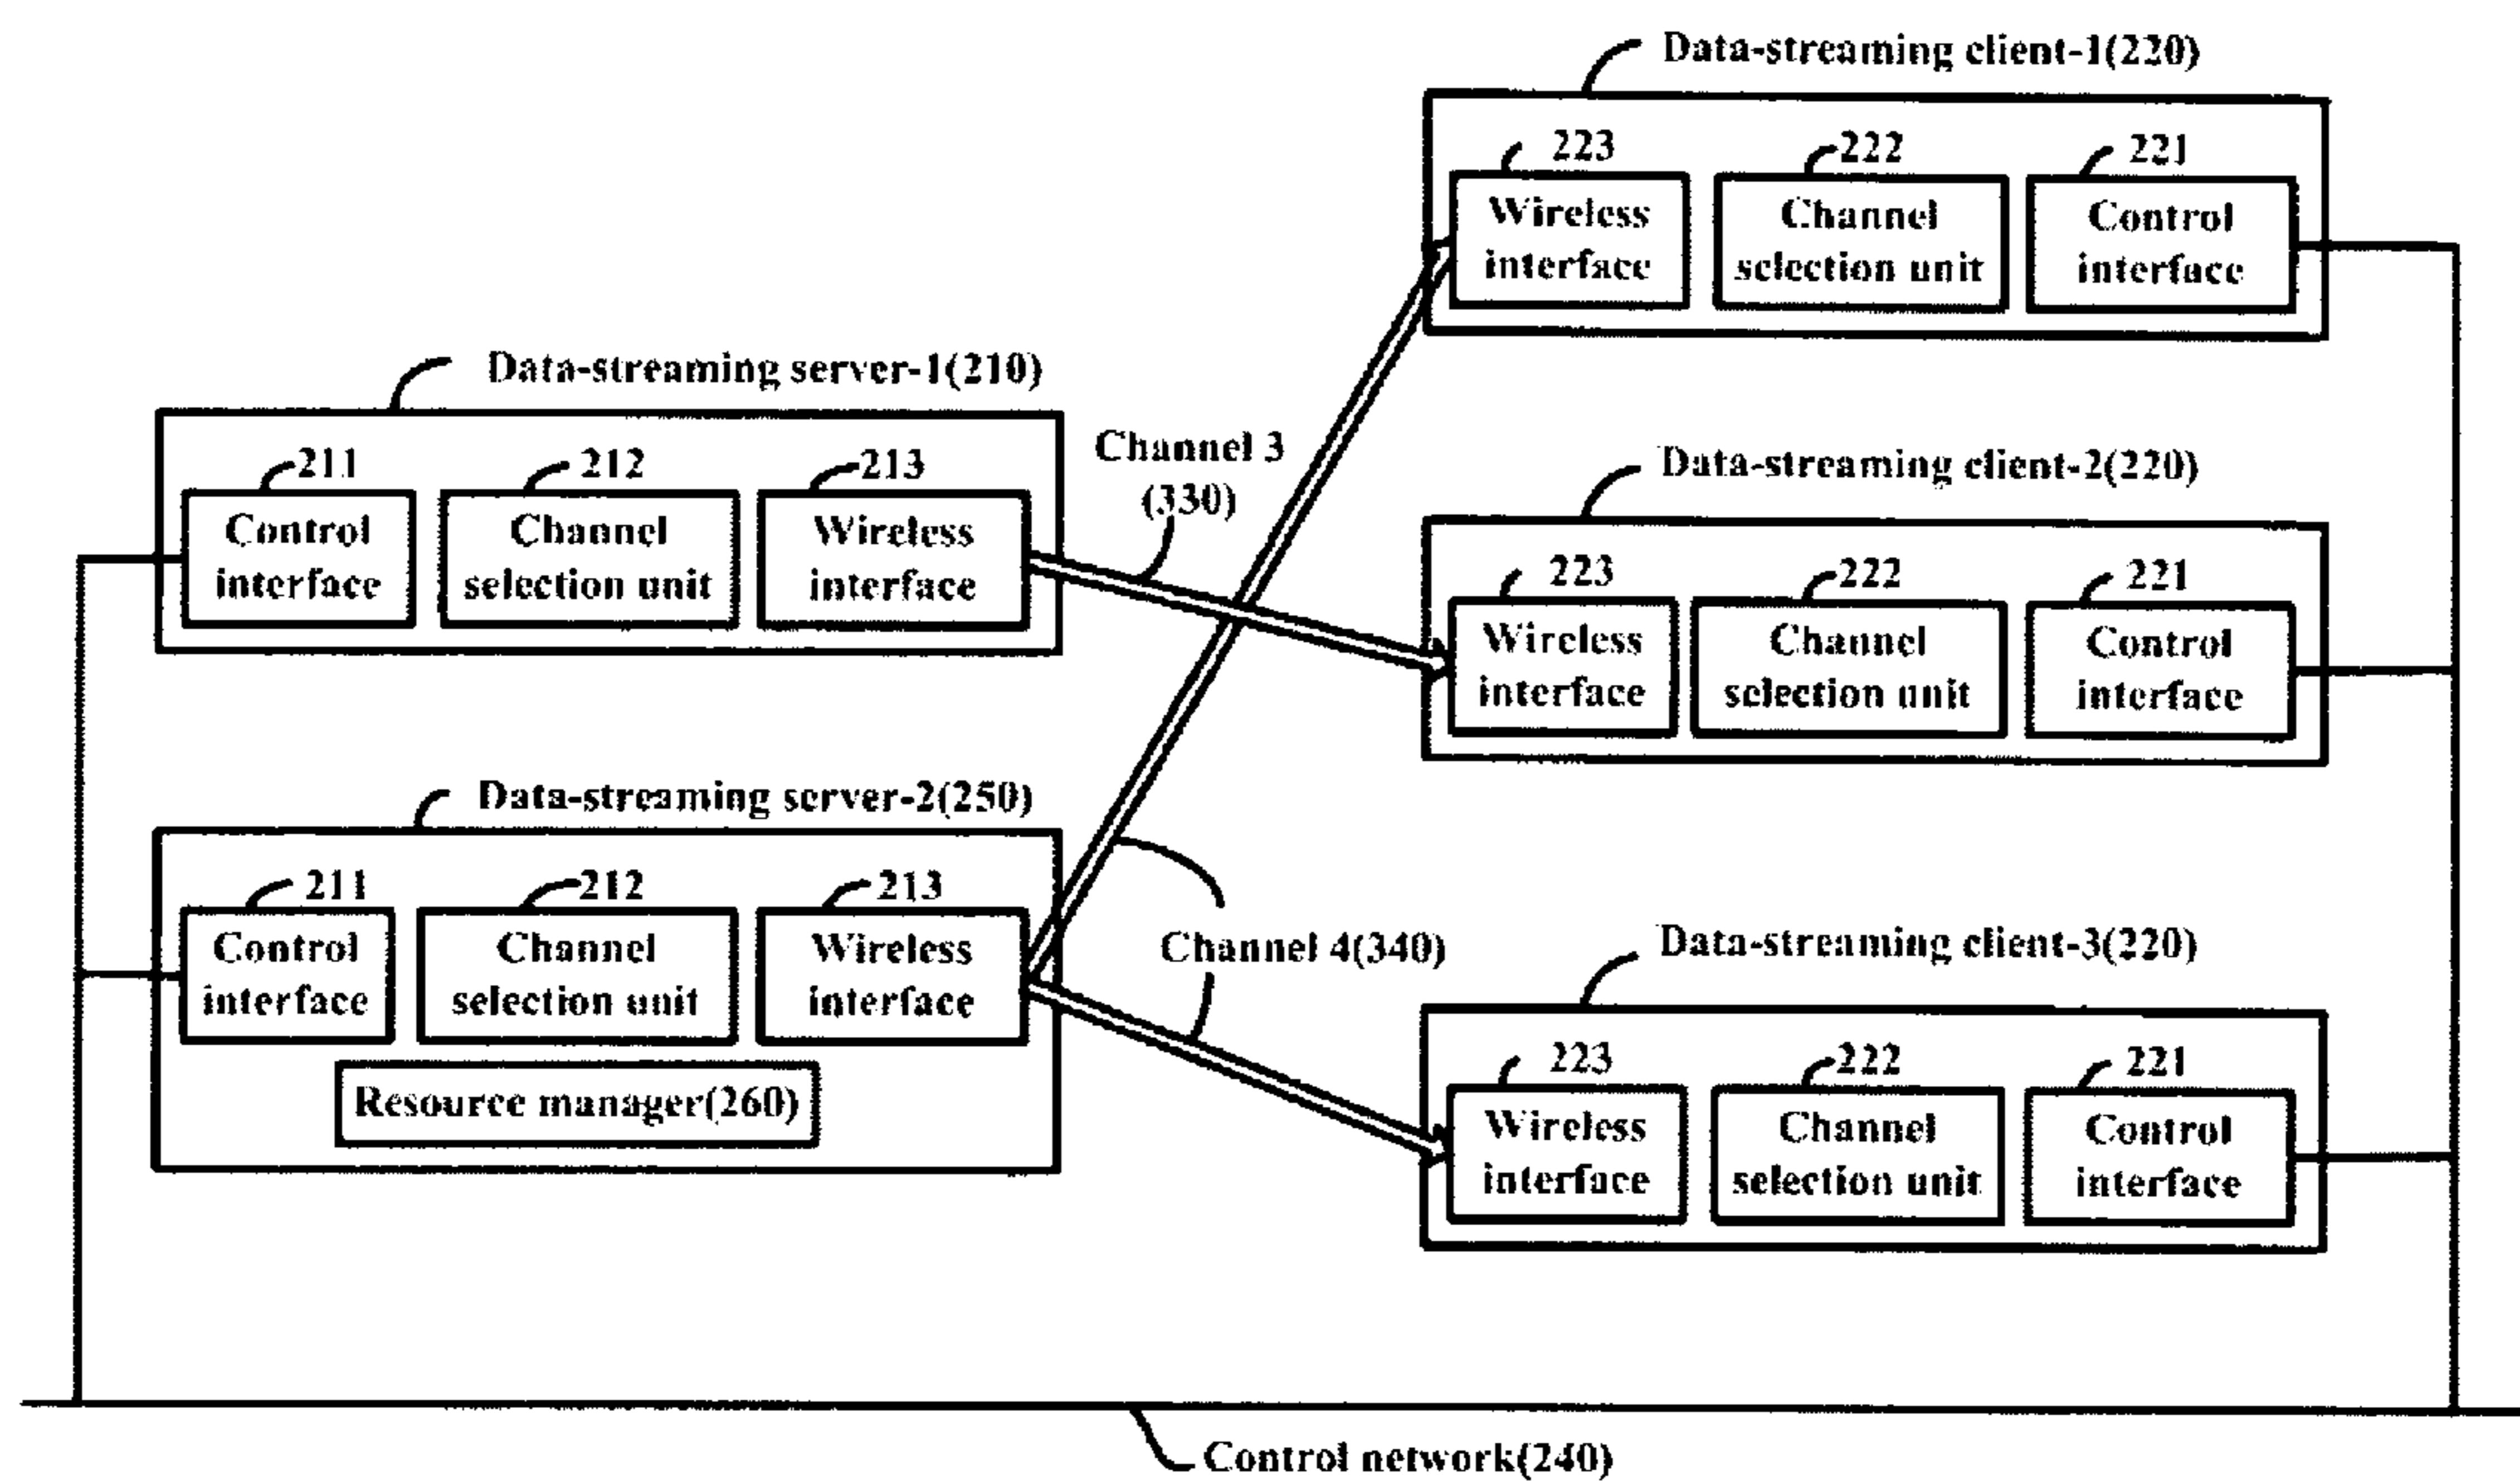 Data-streaming client-1(220)
223
222
221
Wireless
interface
Channel
selection unit
Control
interface
Data-streaming server-1(210)
211
212
213
Control
interface
Channel
selection unit
Wireless
interface
Channel 3
(330)
Data-streaming client-2(220)
223
222
221
Wireless
interface
Channel
selection unit
Control
interface
Data-streaming server-2(250)
211
212
213
Control
interface
Channel
selection unit
Wireless
interface
Resource manager(260)
Channel 4(340)
Data-streaming client-3(220)
223
222
221
Wireless
interface
Channel
selection unit
Control
interface
Control network(240)